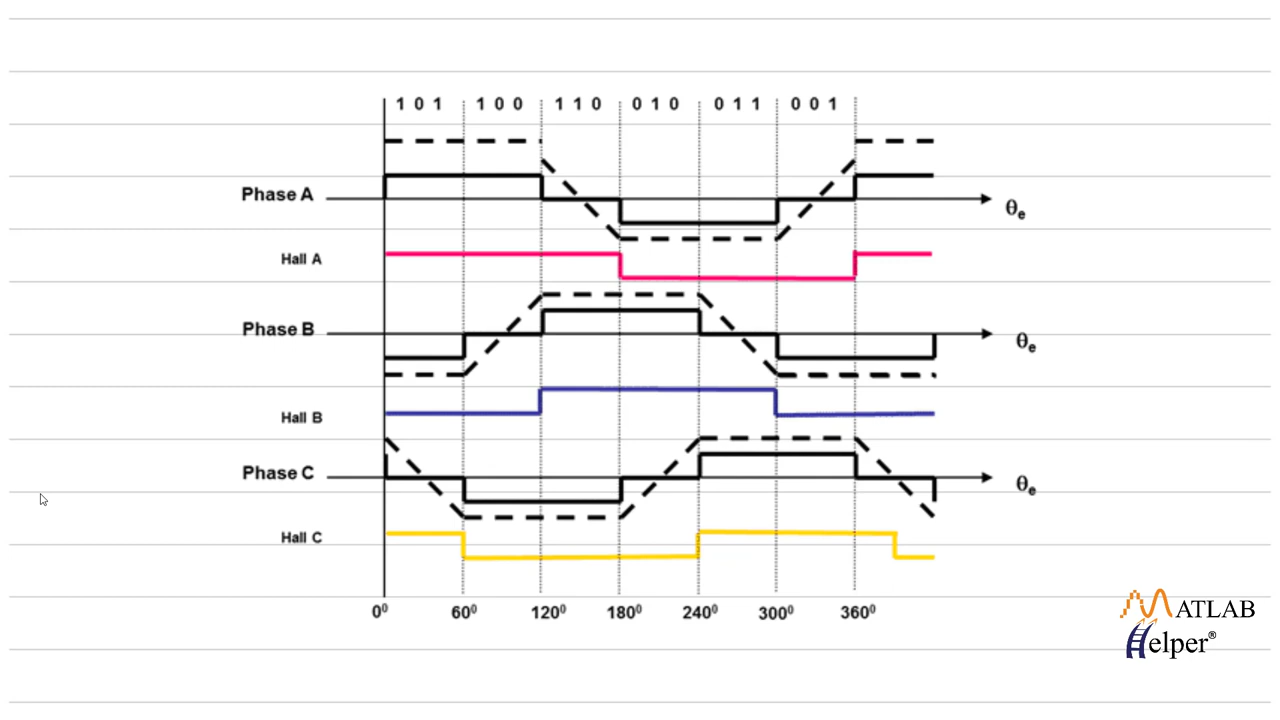 1 0 1 1 0 0 1 1 0 0 1 0 0 1 1 0 0 1
Phase A θe
Hall A
Phase B θe
Hall B
Phase C θe
Hall C
0⁰ 60⁰ 120⁰ 180⁰ 240⁰ 300⁰ 360⁰
MATLAB
Helper®